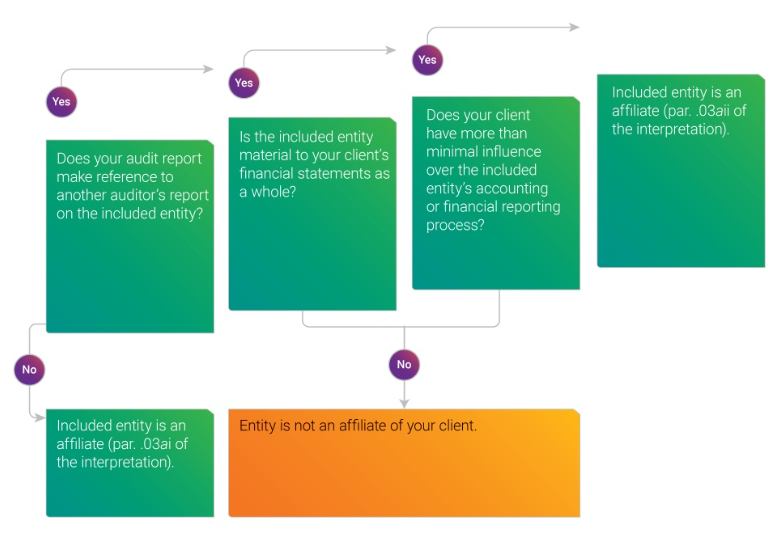 Yes
Does your audit report
make reference to
another auditor's report
on the included entity?
Yes
Is the included entity
material to your client's
financial statements as
a whole?
Yes
Does your client
have more than
minimal influence
over the included
entity's accounting
or financial reporting
process?
Included entity is an
affiliate (par. .03aii of
the interpretation).
No
Included entity is an
affiliate (par. .03ai of
the interpretation).
No
Entity is not an affiliate of your client.